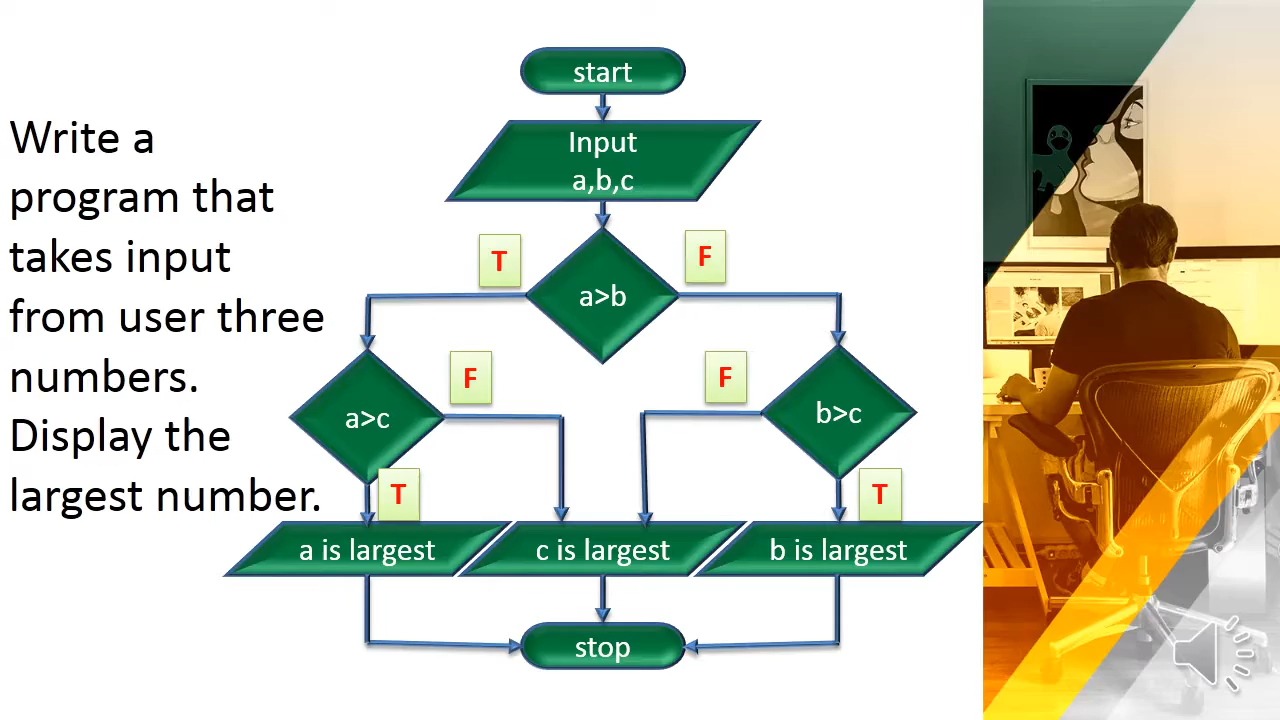 Write a
program that
takes input
from user three
numbers.
Display the
largest number.
start
Input
a,b,c
T
F
a>b
F
F
a>c
b>c
T
T
a is largest
c is largest
b is largest
stop